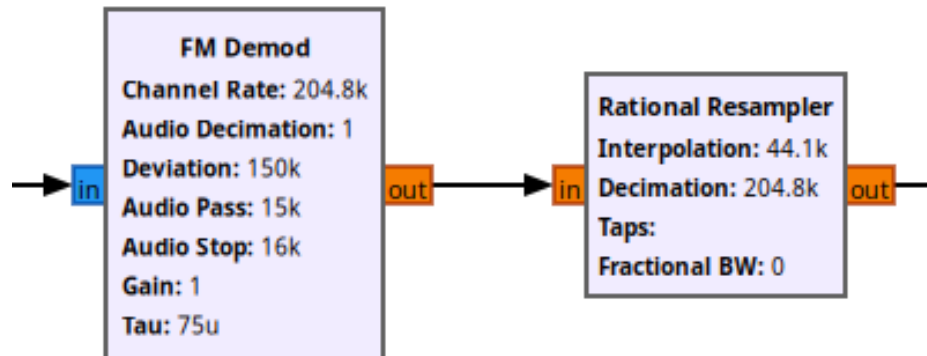 FM Demod
Channel Rate: 204.8k
Audio Decimation: 1
Deviation: 150k
Audio Pass: 15k
Audio Stop: 16k
Gain: 1
Tau: 75u
in
out
Rational Resampler
Interpolation: 44.1k
Decimation: 204.8k
Taps:
Fractional BW: 0
in
out